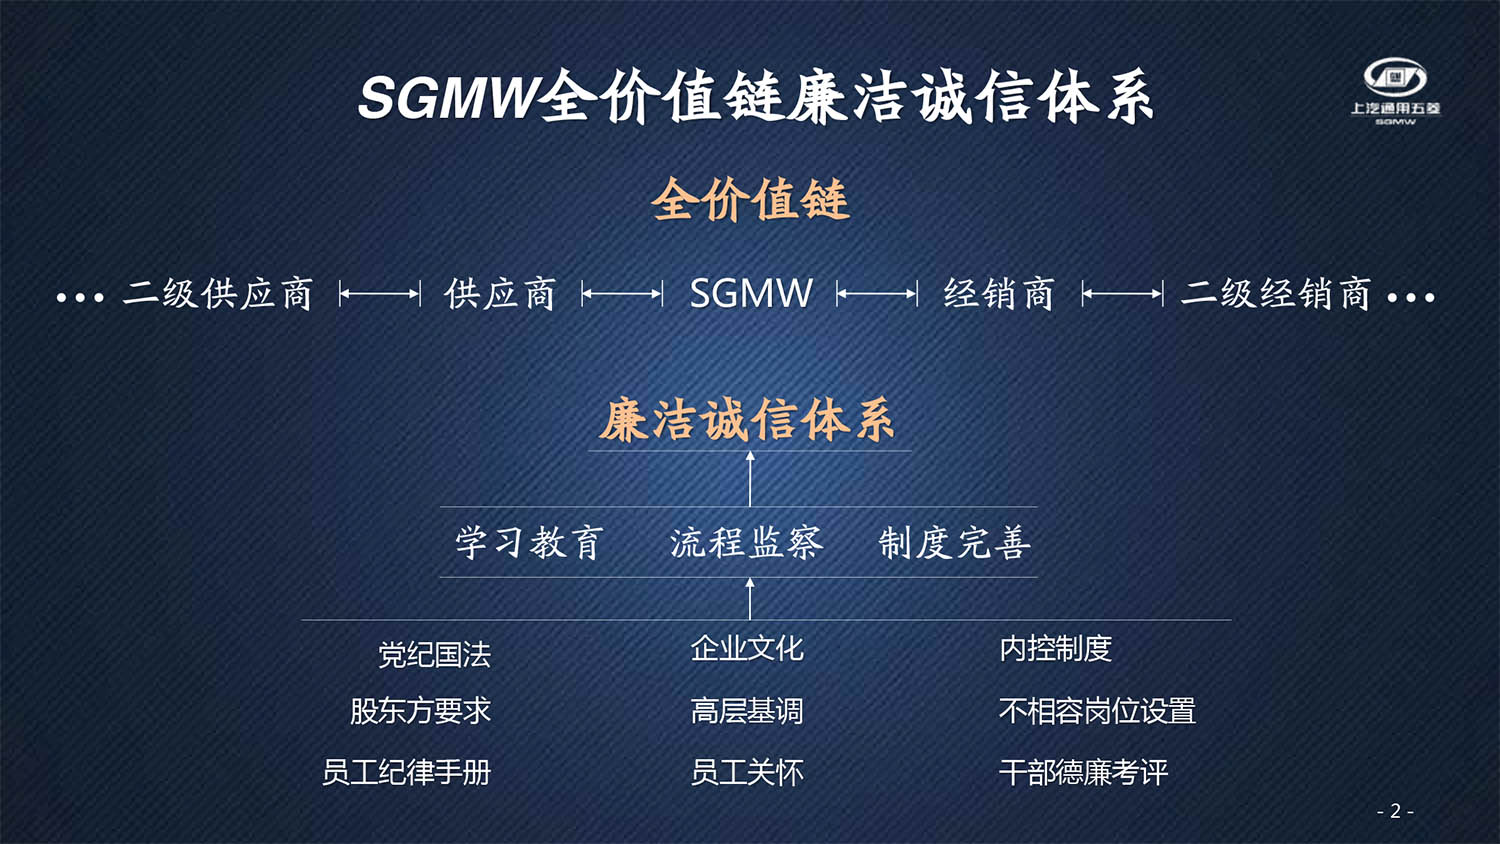 SGMW全价值链廉洁诚信体系
上汽通用五菱
SGMW
全价值链
••• 二级供应商 供应商 SGMW 经销商 二级经销商 •••
廉洁诚信体系
学习教育 流程监察 制度完善
党纪国法 企业文化 内控制度
股东方要求 高层基调 不相容岗位设置
员工纪律手册 员工关怀 干部德廉考评
- 2 -